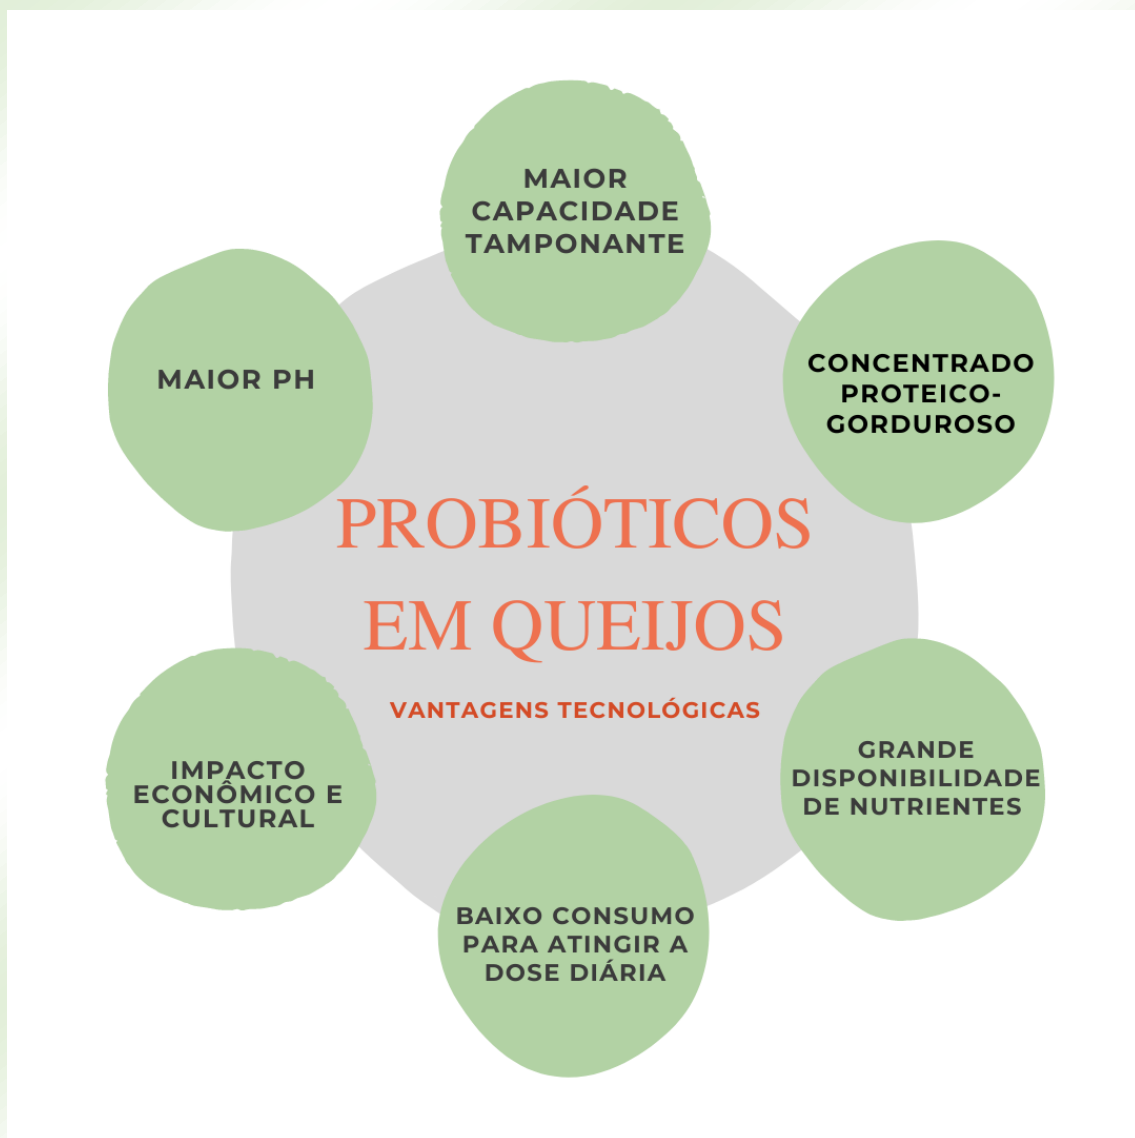 MAIOR
CAPACIDADE
TAMPONANTE
CONCENTRADO
PROTEICO-
GORDUROSO
MAIOR PH
PROBIÓTICOS
EM QUEIJOS
VANTAGENS TECNOLÓGICAS
GRANDE
DISPONIBILIDADE
DE NUTRIENTES
IMPACTO
ECONÔMICO E
CULTURAL
BAIXO CONSUMO
PARA ATINGIR A
DOSE DIÁRIA